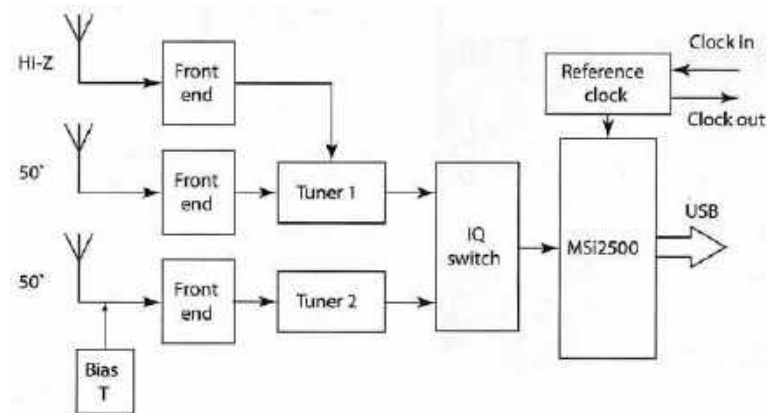 HI-Z
Front
end
Clock In
Reference
clock
Clock out
50˚
Front
end
Tuner 1
IQ
switch
MSi2500
USB
50˚
Front
end
Tuner 2
Bias
T